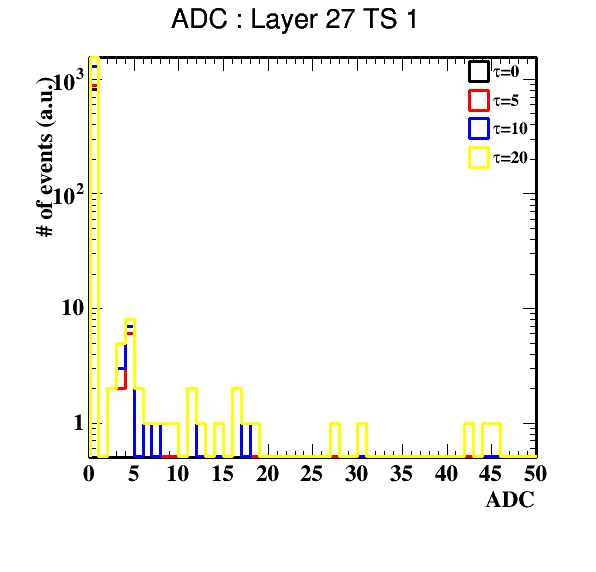 ADC : Layer 27 TS 1
# of events (a.u.)
10³
10²
10
1
τ=0
τ=5
τ=10
τ=20
0 5 10 15 20 25 30 35 40 45 50
ADC